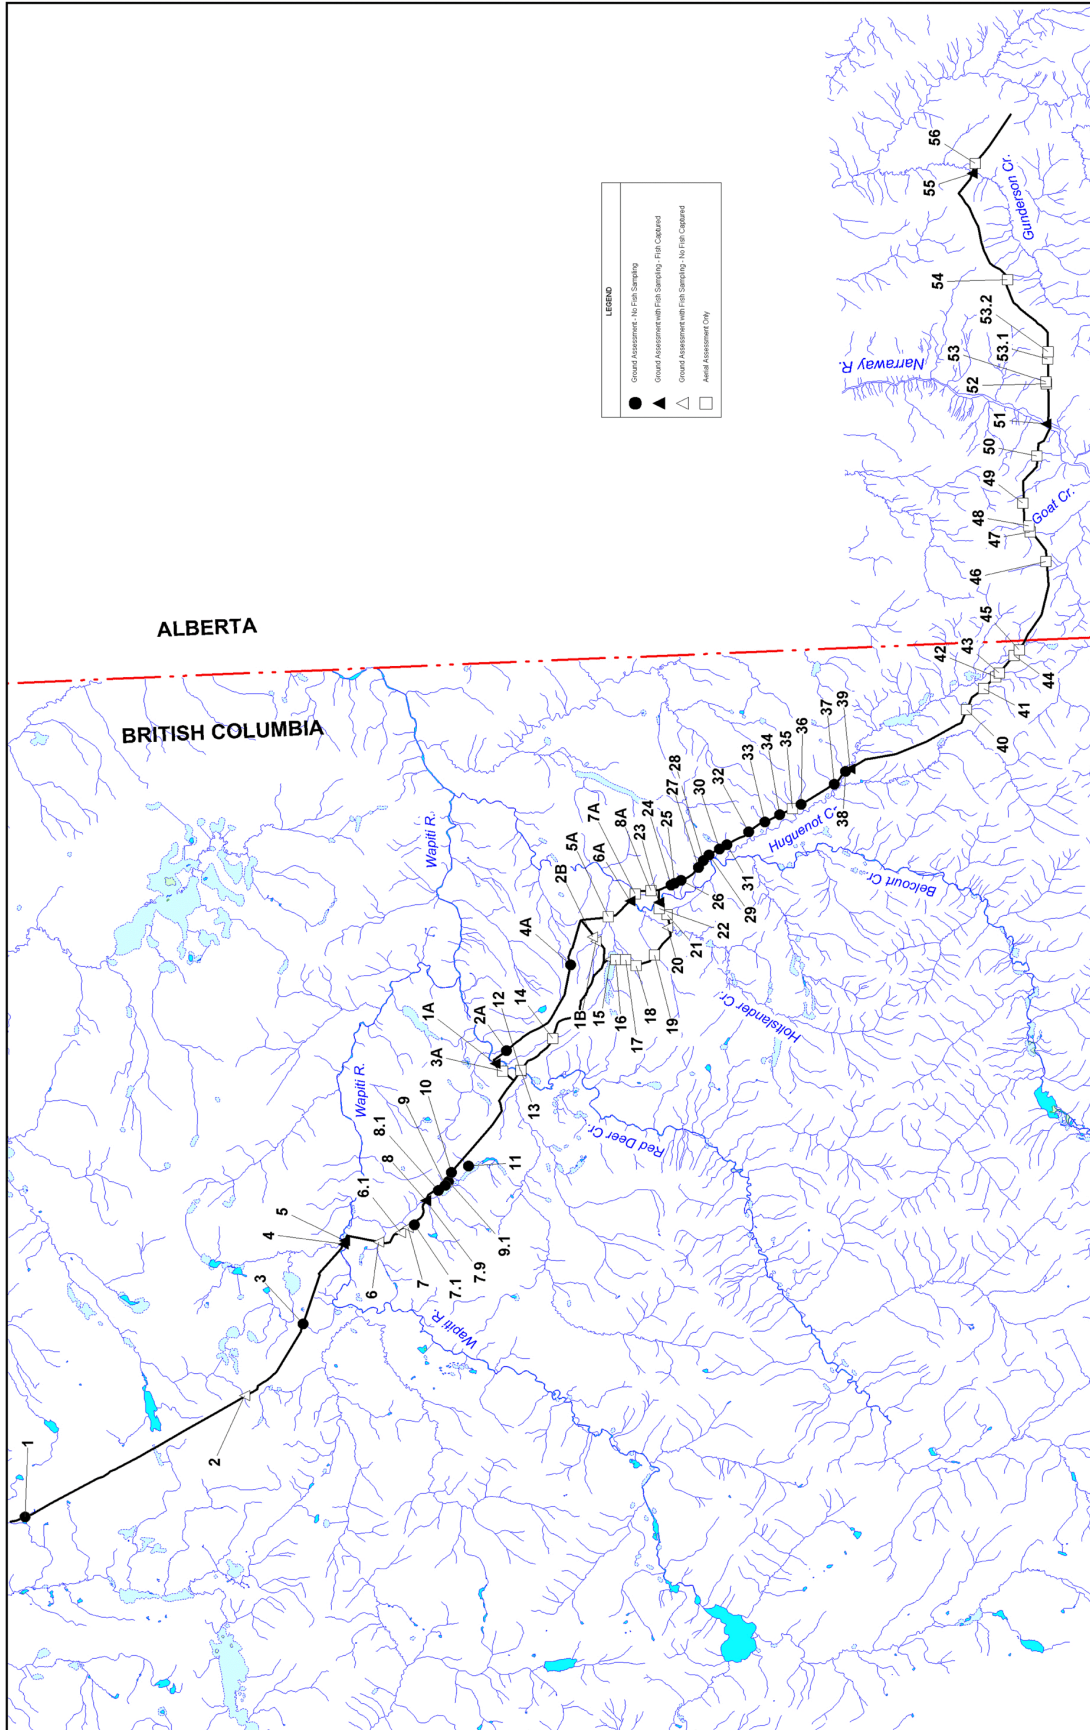 ALBERTA
BRITISH COLUMBIA
LEGEND
Ground Assessment - No Fish Sampling
Ground Assessment with Fish Sampling - Fish Captured
Ground Assessment with Fish Sampling - No Fish Captured
Aerial Assessment Only
1
2
3
4
5
6
6.1
7
7.1
7.9
8
8.1
9
9.1
10
11
1A
2A
3A
12
13
14
4A
1B
2B
5A
6A
7A
8A
15
16
17
18
19
20
21
22
23
24
25
26
27
28
29
30
31
32
33
34
35
36
37
38
39
40
41
42
43
44
45
46
47
48
49
50
51
52
53
53.1
53.2
54
55
56
Wapiti R.
Wapiti R.
Wapiti R.
Red Deer Cr.
Holtslander Cr.
Belcourt Cr.
Huguenot C
Goat Cr.
Narraway R.
Gunderson Cr.